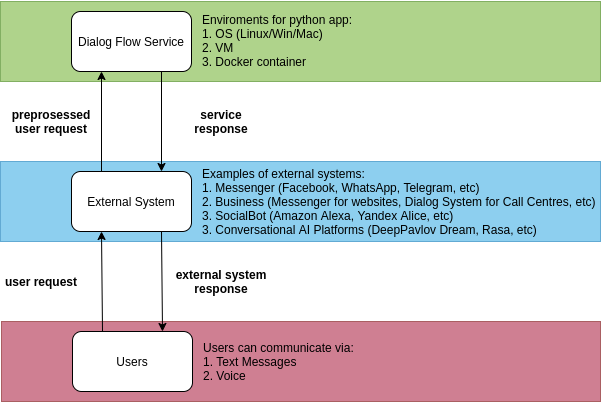 Dialog Flow Service
Enviroments for python app:
1. OS (Linux/Win/Mac)
2. VM
3. Docker container
preprosessed
user request
service
response
External System
Examples of external systems:
1. Messenger (Facebook, WhatsApp, Telegram, etc)
2. Business (Messenger for websites, Dialog System for Call Centres, etc)
3. SocialBot (Amazon Alexa, Yandex Alice, etc)
3. Conversational AI Platforms (DeepPavlov Dream, Rasa, etc)
user request
external system
response
Users
Users can communicate via:
1. Text Messages
2. Voice